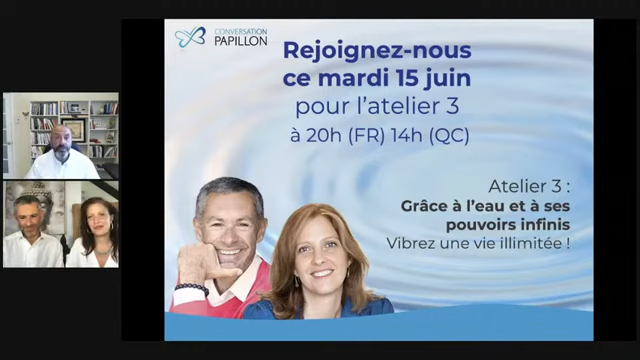 CONVERSATION
PAPILLON
Rejoignez-nous
ce mardi 15 juin
pour l'atelier 3
à 20h (FR) 14h (QC)
Atelier 3 :
Grâce à l'eau et à ses
pouvoirs infinis
Vibrez une vie illimitée !